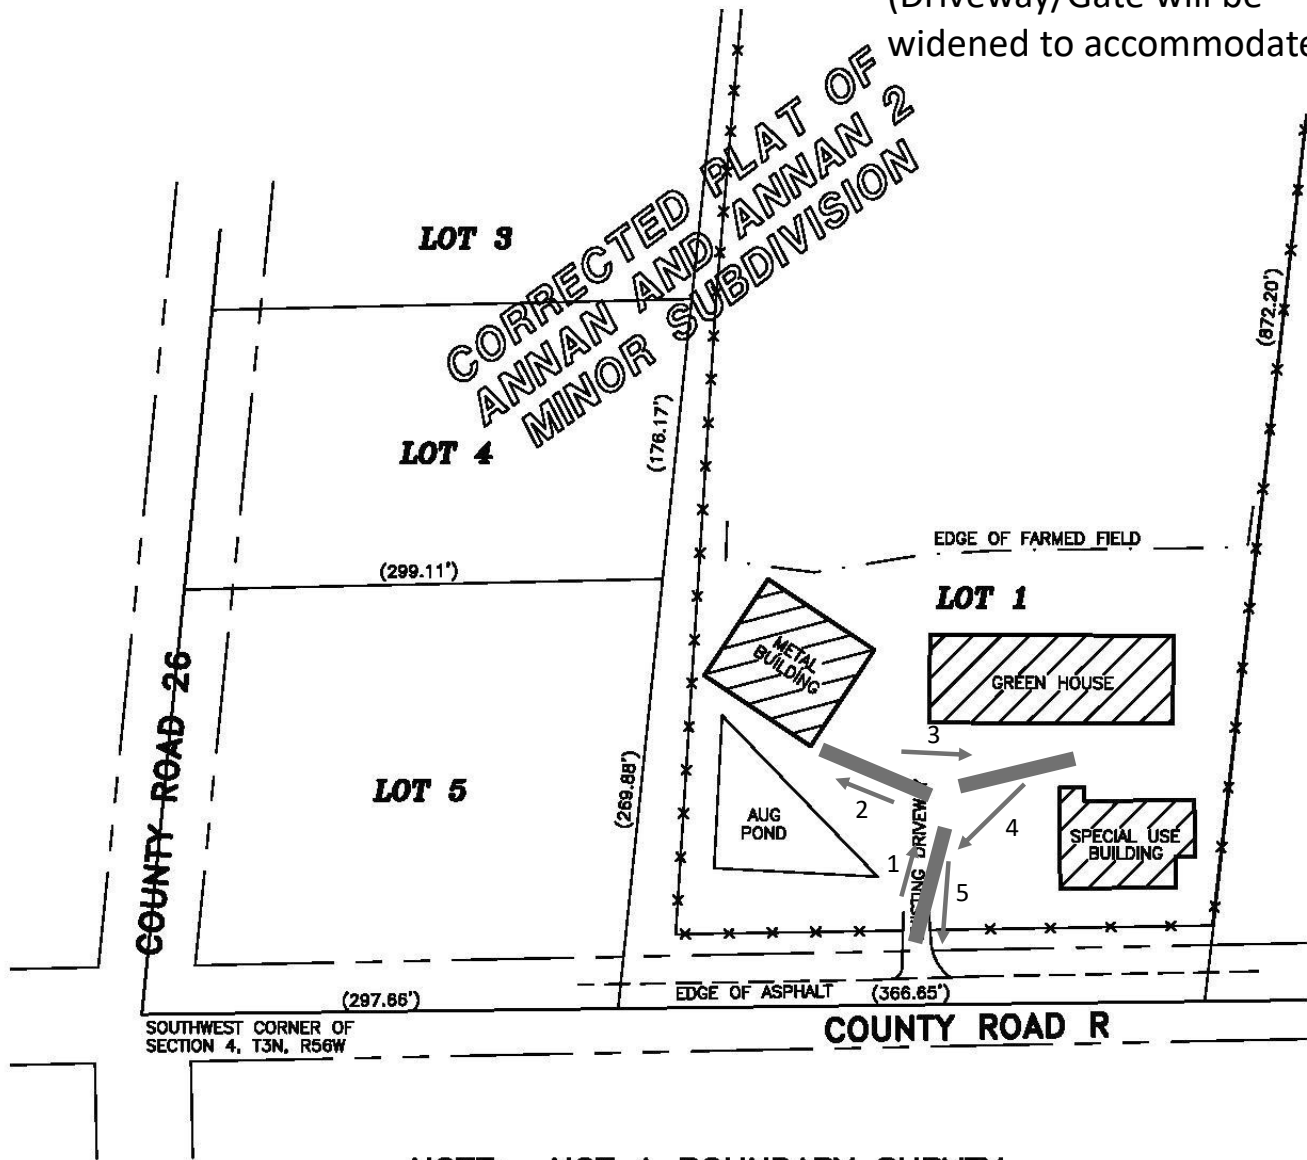 (Driveway/Gate will be
widened to accommodate
CORRECTED PLAT OF
ANNAN AND ANNAN 2
MINOR SUBDIVISION
LOT 3
(872.20')
LOT 4
(176.17')
EDGE OF FARMED FIELD
(299.11')
LOT 1
METAL
BUILDING
GREEN HOUSE
COUNTY ROAD 26
3
LOT 5
(269.88')
2
AUG
POND
4
SPECIAL USE
BUILDING
1
5
EDGE OF ASPHALT
(366.65')
(297.86')
COUNTY ROAD R
SOUTHWEST CORNER OF
SECTION 4, T3N, R56W